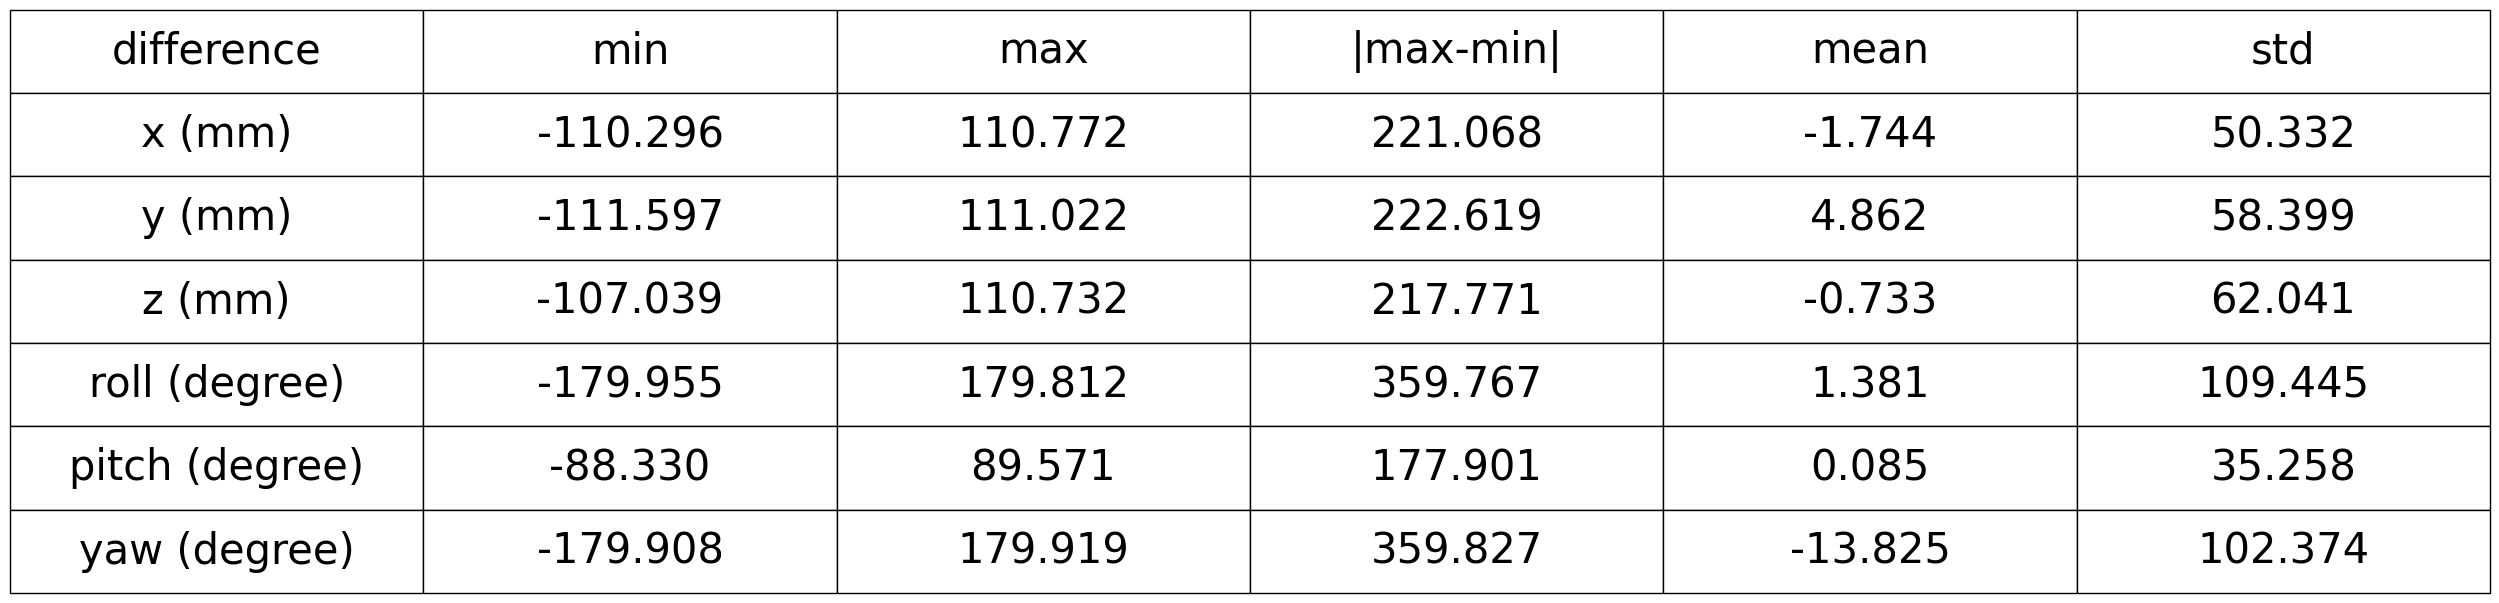 difference min max |max-min| mean std
x (mm) -110.296 110.772 221.068 -1.744 50.332
y (mm) -111.597 111.022 222.619 4.862 58.399
z (mm) -107.039 110.732 217.771 -0.733 62.041
roll (degree) -179.955 179.812 359.767 1.381 109.445
pitch (degree) -88.330 89.571 177.901 0.085 35.258
yaw (degree) -179.908 179.919 359.827 -13.825 102.374